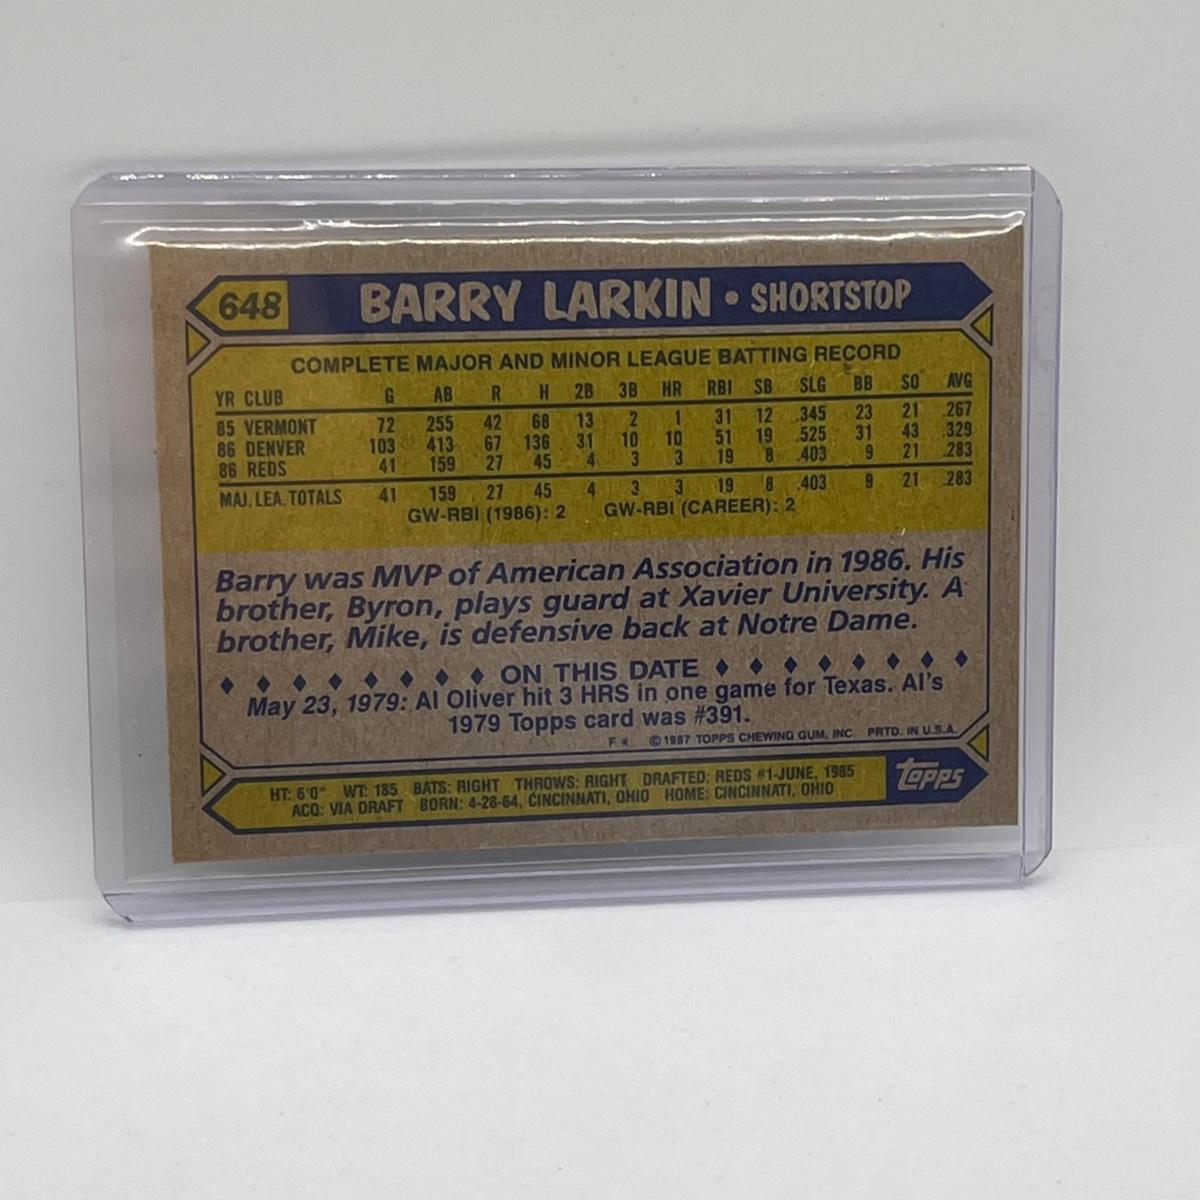 648 BARRY LARKIN • SHORTSTOP
COMPLETE MAJOR AND MINOR LEAGUE BATTING RECORD
YR CLUB G AB R H 2B 3B HR RBI SB SLG BB SO AVG
85 VERMONT 72 255 42 68 13 2 1 31 12 .345 23 21 .267
86 DENVER 103 413 67 136 31 10 10 51 19 .525 31 43 .329
86 REDS 41 159 27 45 4 3 3 19 8 .403 9 21 .283
MAJ. LEA. TOTALS 41 159 27 45 4 3 3 19 8 .403 9 21 .283
GW-RBI (1986): 2 GW-RBI (CAREER): 2
Barry was MVP of American Association in 1986. His
brother, Byron, plays guard at Xavier University. A
brother, Mike, is defensive back at Notre Dame.
ON THIS DATE
May 23, 1979: Al Oliver hit 3 HRS in one game for Texas. Al's
1979 Topps card was #391.
©1987 TOPPS CHEWING GUM, INC. PRTD. IN U.S.A.
HT: 6'0" WT: 185 BATS: RIGHT THROWS: RIGHT DRAFTED: REDS #1-JUNE, 1985
ACQ: VIA DRAFT BORN: 4-28-64, CINCINNATI, OHIO HOME: CINCINNATI, OHIO
topps